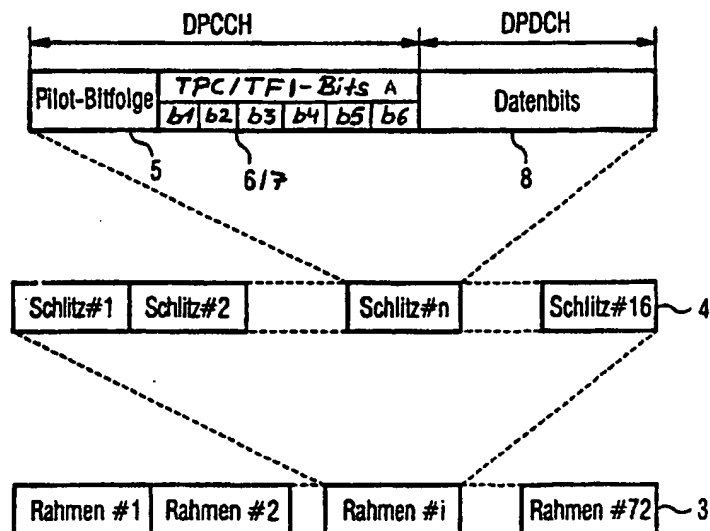 DPCCH DPDCH
Pilot-Bitfolge TPC/TFI-Bits A Datenbits
b1 b2 b3 b4 b5 b6
5 6/7 8
Schlitz#1 Schlitz#2 Schlitz#n Schlitz#16 4
Rahmen #1 Rahmen #2 Rahmen #i Rahmen #72 3